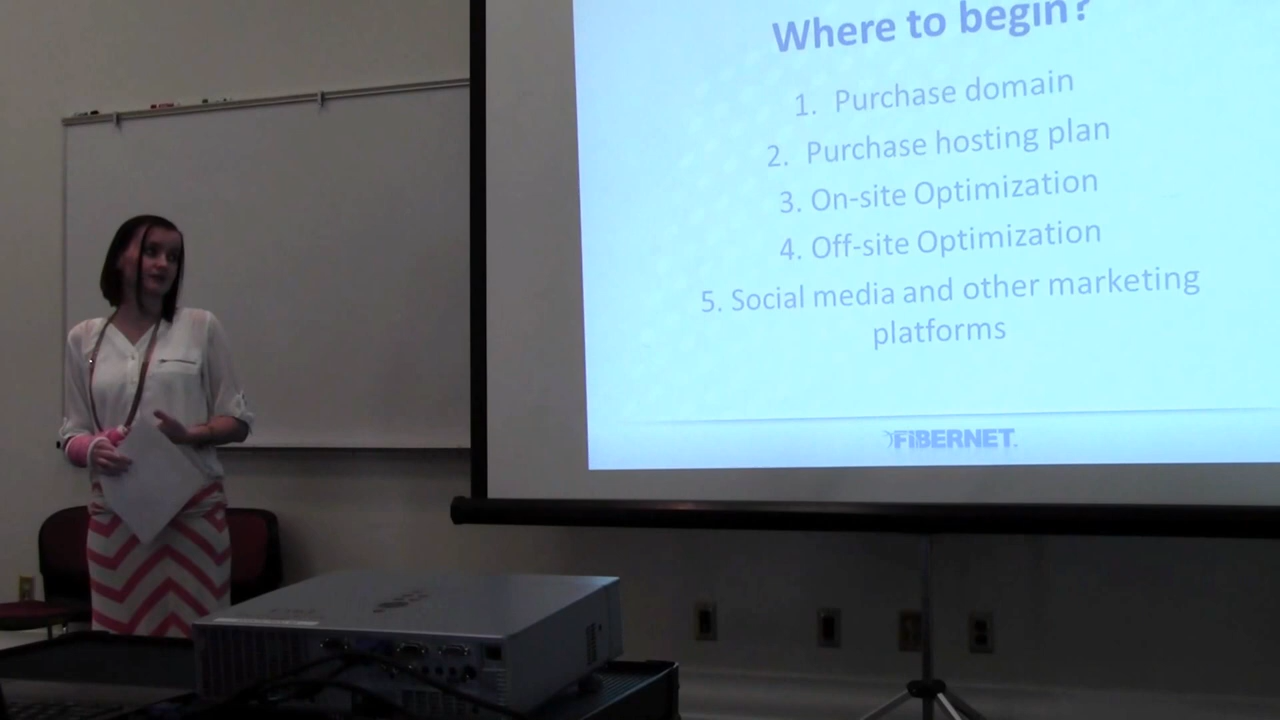 Where to begin?
1. Purchase domain
2. Purchase hosting plan
3. On-site Optimization
4. Off-site Optimization
5. Social media and other marketing
platforms
FiBERNET